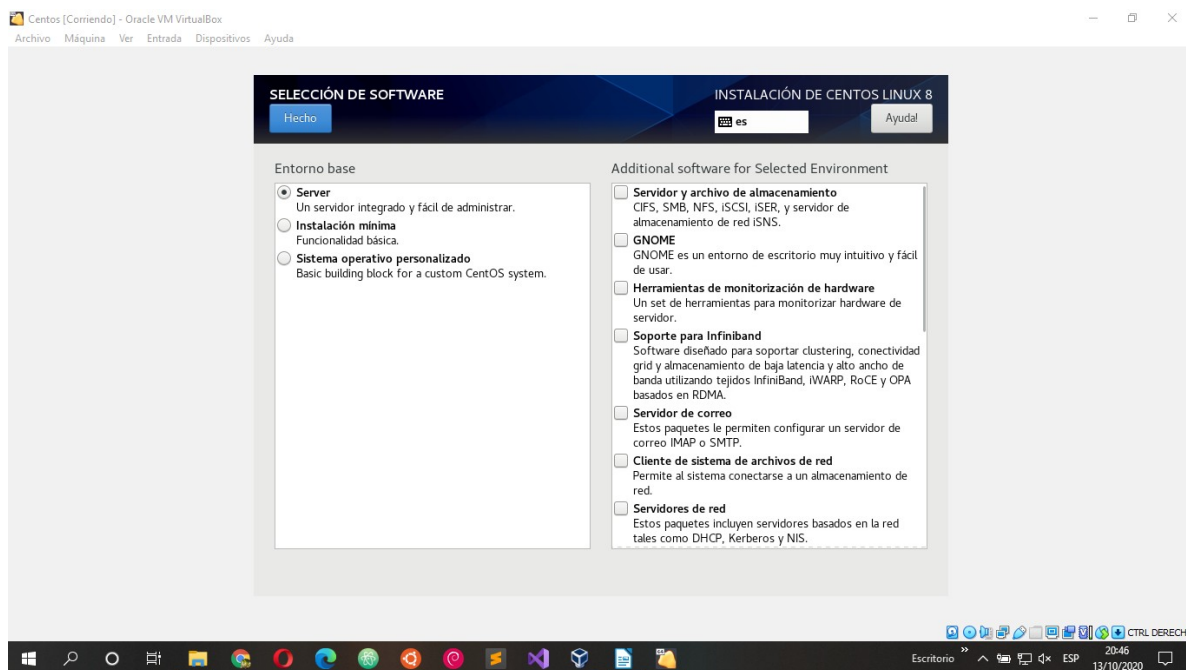 Centos [Corriendo] - Oracle VM VirtualBox
Archivo Máquina Ver Entrada Dispositivos Ayuda
SELECCIÓN DE SOFTWARE
INSTALACIÓN DE CENTOS LINUX 8
Hecho
es
Ayuda!
Entorno base
Server
Un servidor integrado y fácil de administrar.
Instalación mínima
Funcionalidad básica.
Sistema operativo personalizado
Basic building block for a custom CentOS system.
Additional software for Selected Environment
Servidor y archivo de almacenamiento
CIFS, SMB, NFS, iSCSI, iSER, y servidor de
almacenamiento de red iSNS.
GNOME
GNOME es un entorno de escritorio muy intuitivo y fácil
de usar.
Herramientas de monitorización de hardware
Un set de herramientas para monitorizar hardware de
servidor.
Soporte para Infiniband
Software diseñado para soportar clustering, conectividad
grid y almacenamiento de baja latencia y alto ancho de
banda utilizando tejidos InfiniBand, iWARP, RoCE y OPA
basados en RDMA.
Servidor de correo
Estos paquetes le permiten configurar un servidor de
correo IMAP o SMTP.
Cliente de sistema de archivos de red
Permite al sistema conectarse a un almacenamiento de
red.
Servidores de red
Estos paquetes incluyen servidores basados en la red
tales como DHCP, Kerberos y NIS.
CTRL DERECH
Escritorio
ESP
20:46
13/10/2020